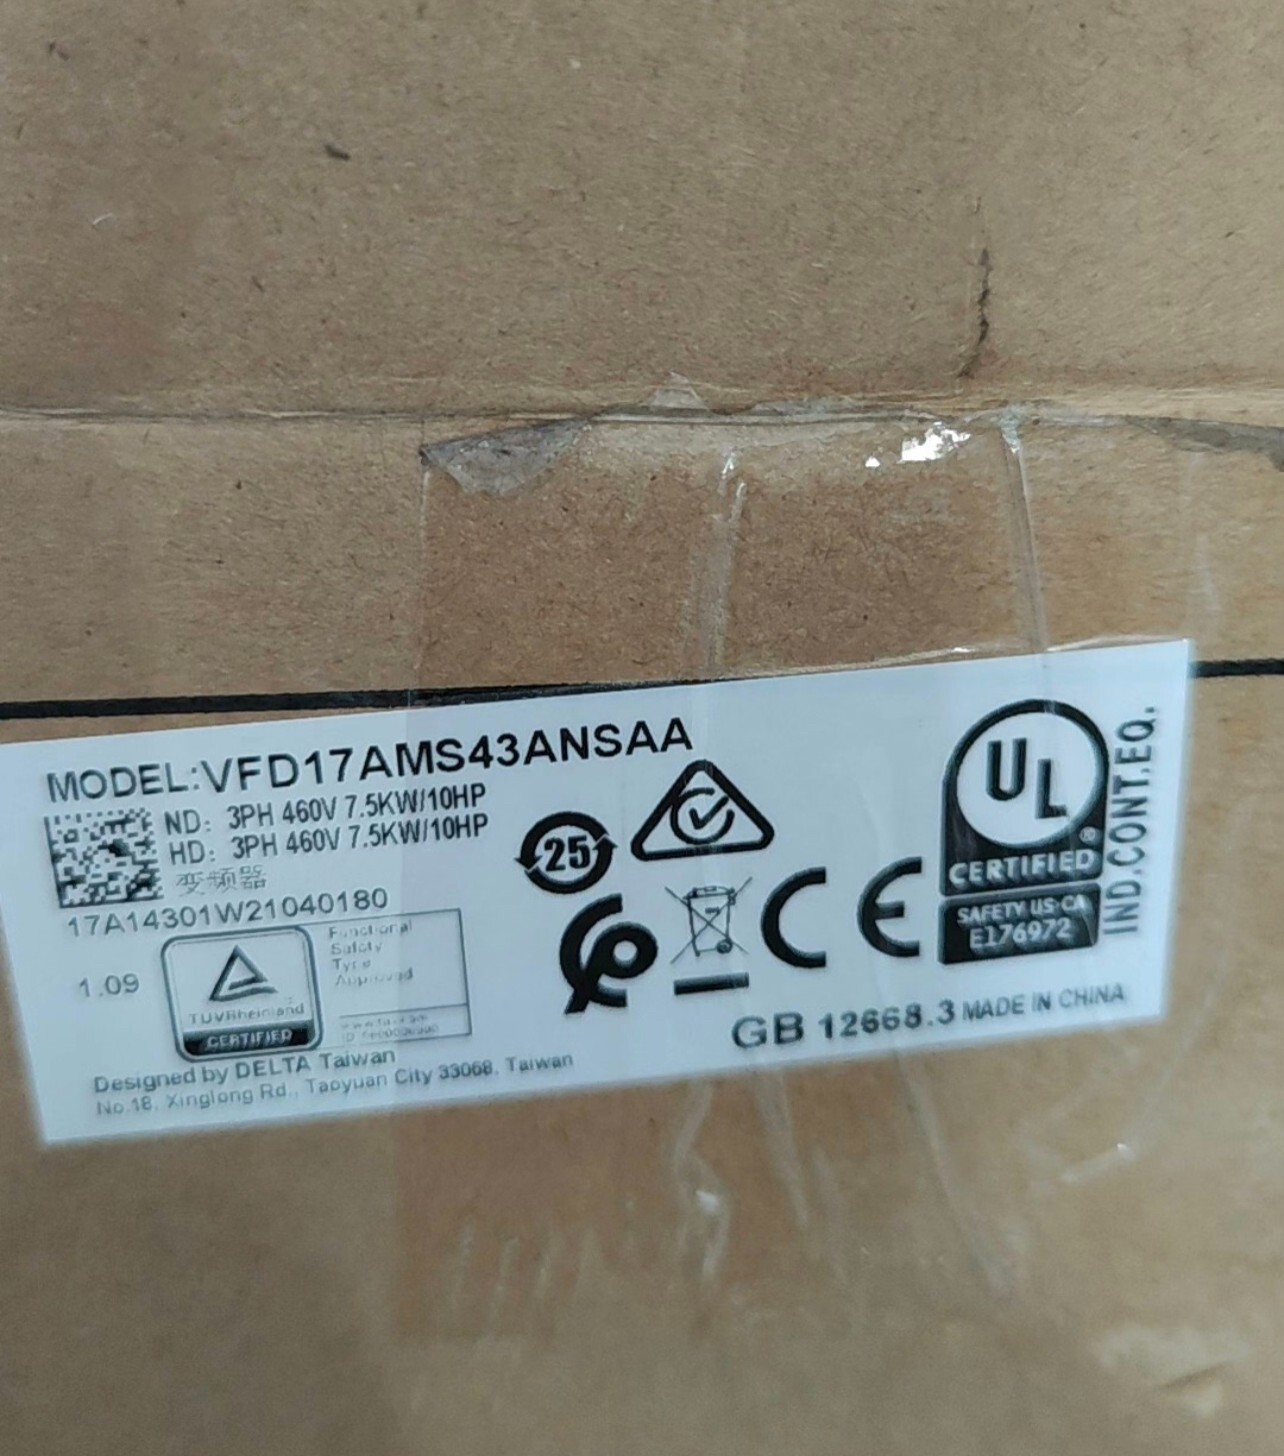 MODEL:VFD17AMS43ANSAA
ND: 3PH 460V 7.5KW/10HP
HD: 3PH 460V 7.5KW/10HP
变频器
17A14301W21040180
1.09
TÜVRheinland
CERTIFIED
Functional
Safety
Type
Approved
25
UL
®
CERTIFIED
SAFETY US-CA
E176972
IND.CONT.EQ.
CE
GB 12668.3 MADE IN CHINA
Designed by DELTA Taiwan
No.18, Xinglong Rd., Taoyuan City 33068, Taiwan